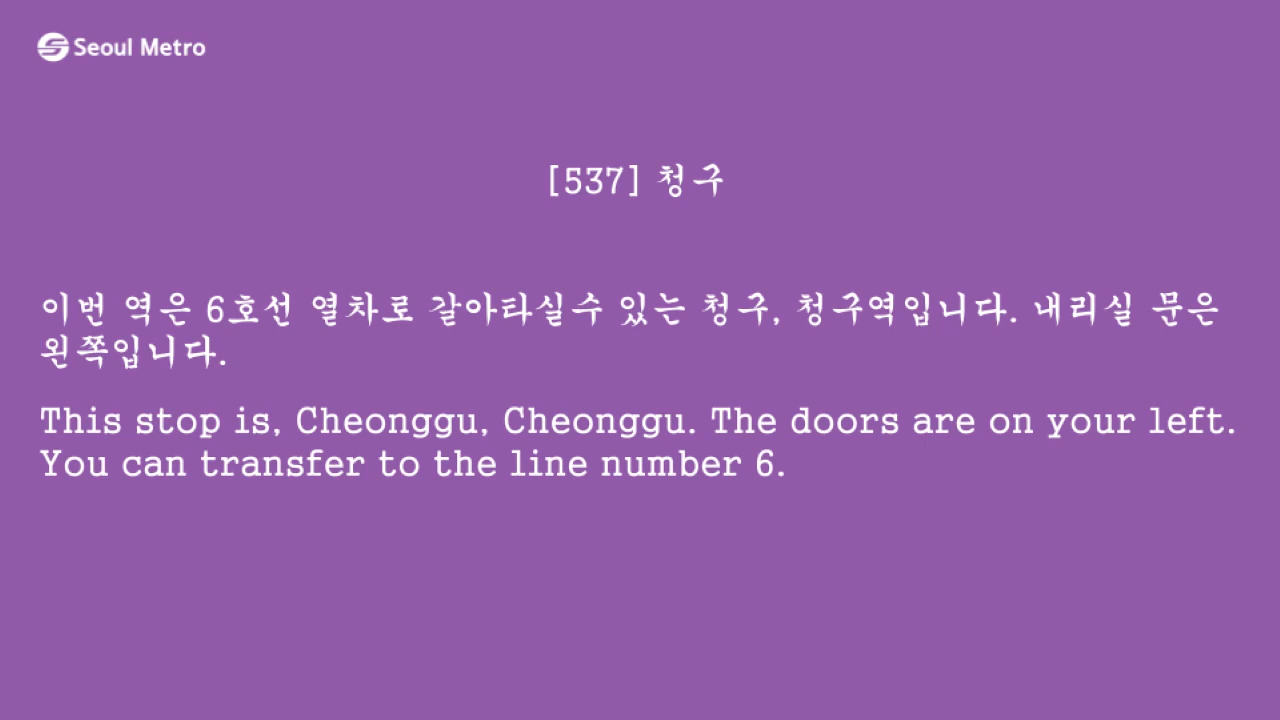 Seoul Metro
[537] 청구
이번 역은 6호선 열차로 갈아타실수 있는 청구, 청구역입니다. 내리실 문은
왼쪽입니다.
This stop is, Cheonggu, Cheonggu. The doors are on your left.
You can transfer to the line number 6.